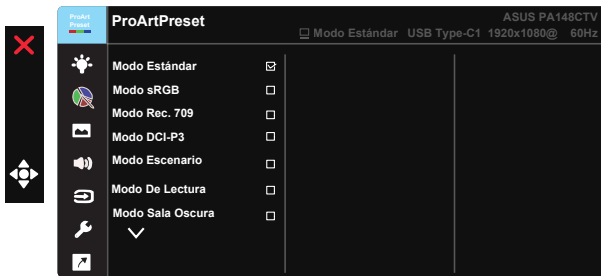 ProArt
Preset
ProArtPreset
ASUS PA148CTV
Modo Estándar USB Type-C1 1920x1080@ 60Hz
Modo Estándar
Modo sRGB
Modo Rec. 709
Modo DCI-P3
Modo Escenario
Modo De Lectura
Modo Sala Oscura